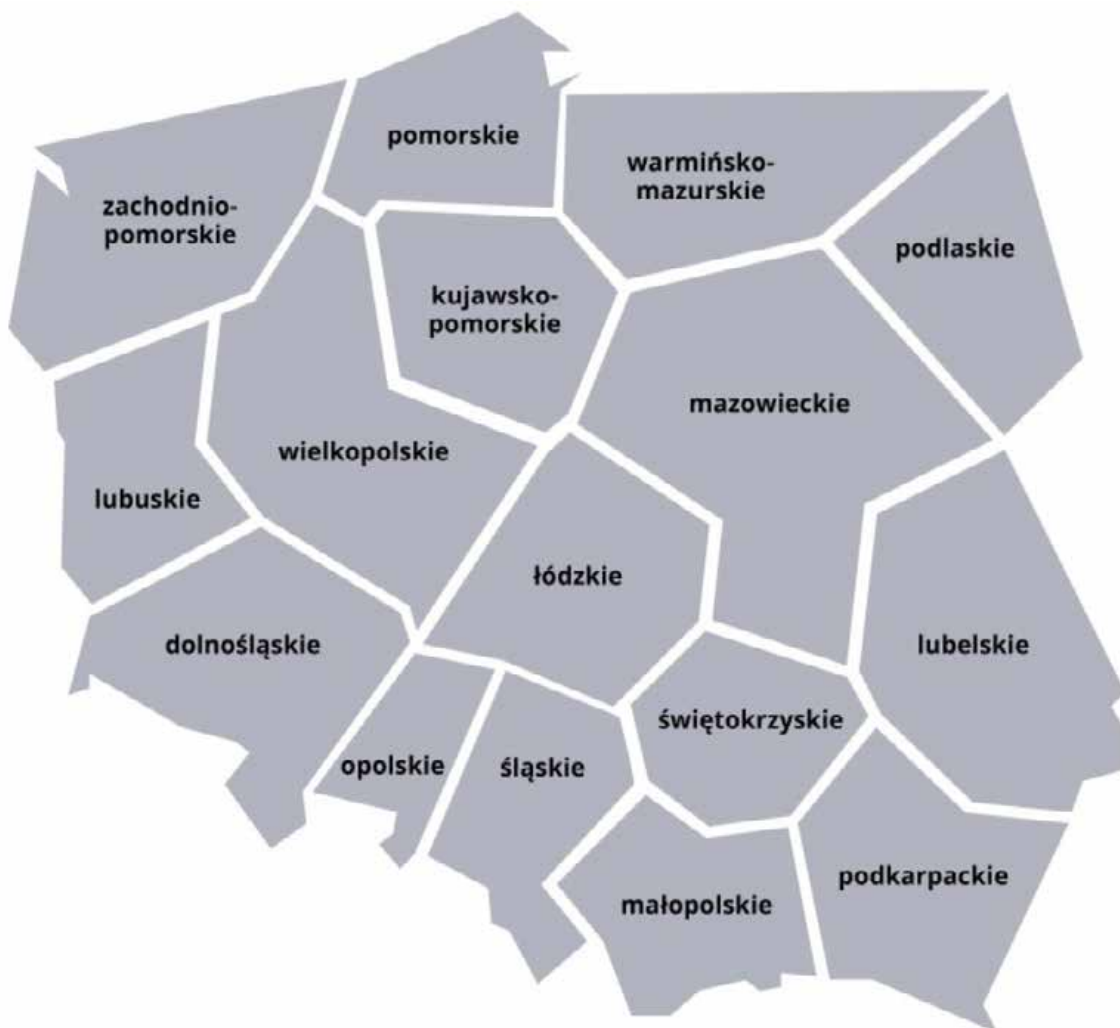 pomorskie
warmińsko-
mazurskie
zachodnio-
pomorskie
podlaskie
kujawsko-
pomorskie
mazowieckie
wielkopolskie
lubuskie
łódzkie
dolnośląskie
lubelskie
świętokrzyskie
opolskie
śląskie
podkarpackie
małopolskie